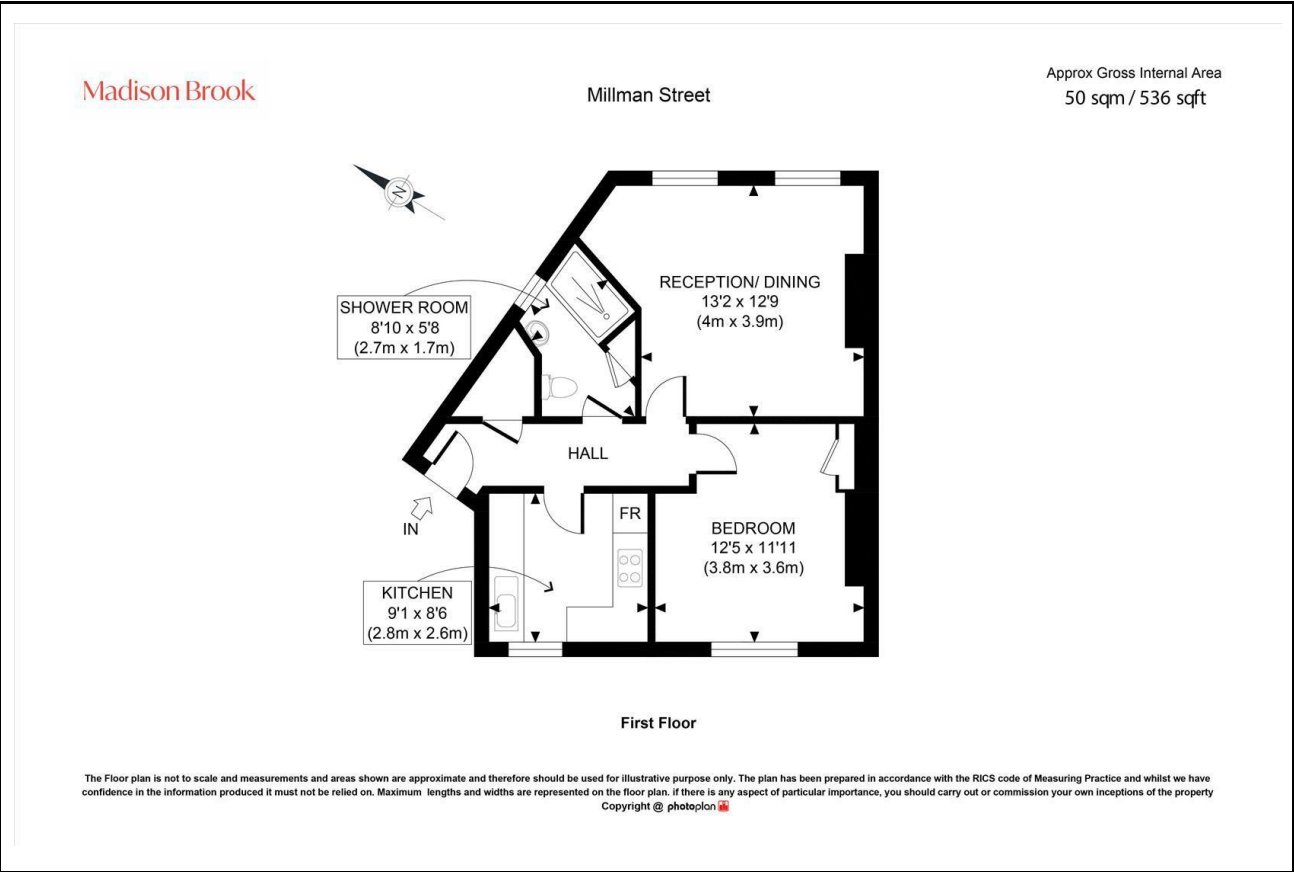 Madison Brook
Millman Street
Approx Gross Internal Area
50 sqm / 536 sqft
N
SHOWER ROOM
8'10 x 5'8
(2.7m x 1.7m)
RECEPTION/ DINING
13'2 x 12'9
(4m x 3.9m)
HALL
IN
FR
BEDROOM
12'5 x 11'11
(3.8m x 3.6m)
KITCHEN
9'1 x 8'6
(2.8m x 2.6m)
First Floor
The Floor plan is not to scale and measurements and areas shown are approximate and therefore should be used for illustrative purpose only. The plan has been prepared in accordance with the RICS code of Measuring Practice and whilst we have
confidence in the information produced it must not be relied on. Maximum lengths and widths are represented on the floor plan. if there is any aspect of particular importance, you should carry out or commission your own inceptions of the property
Copyright @ photoplan